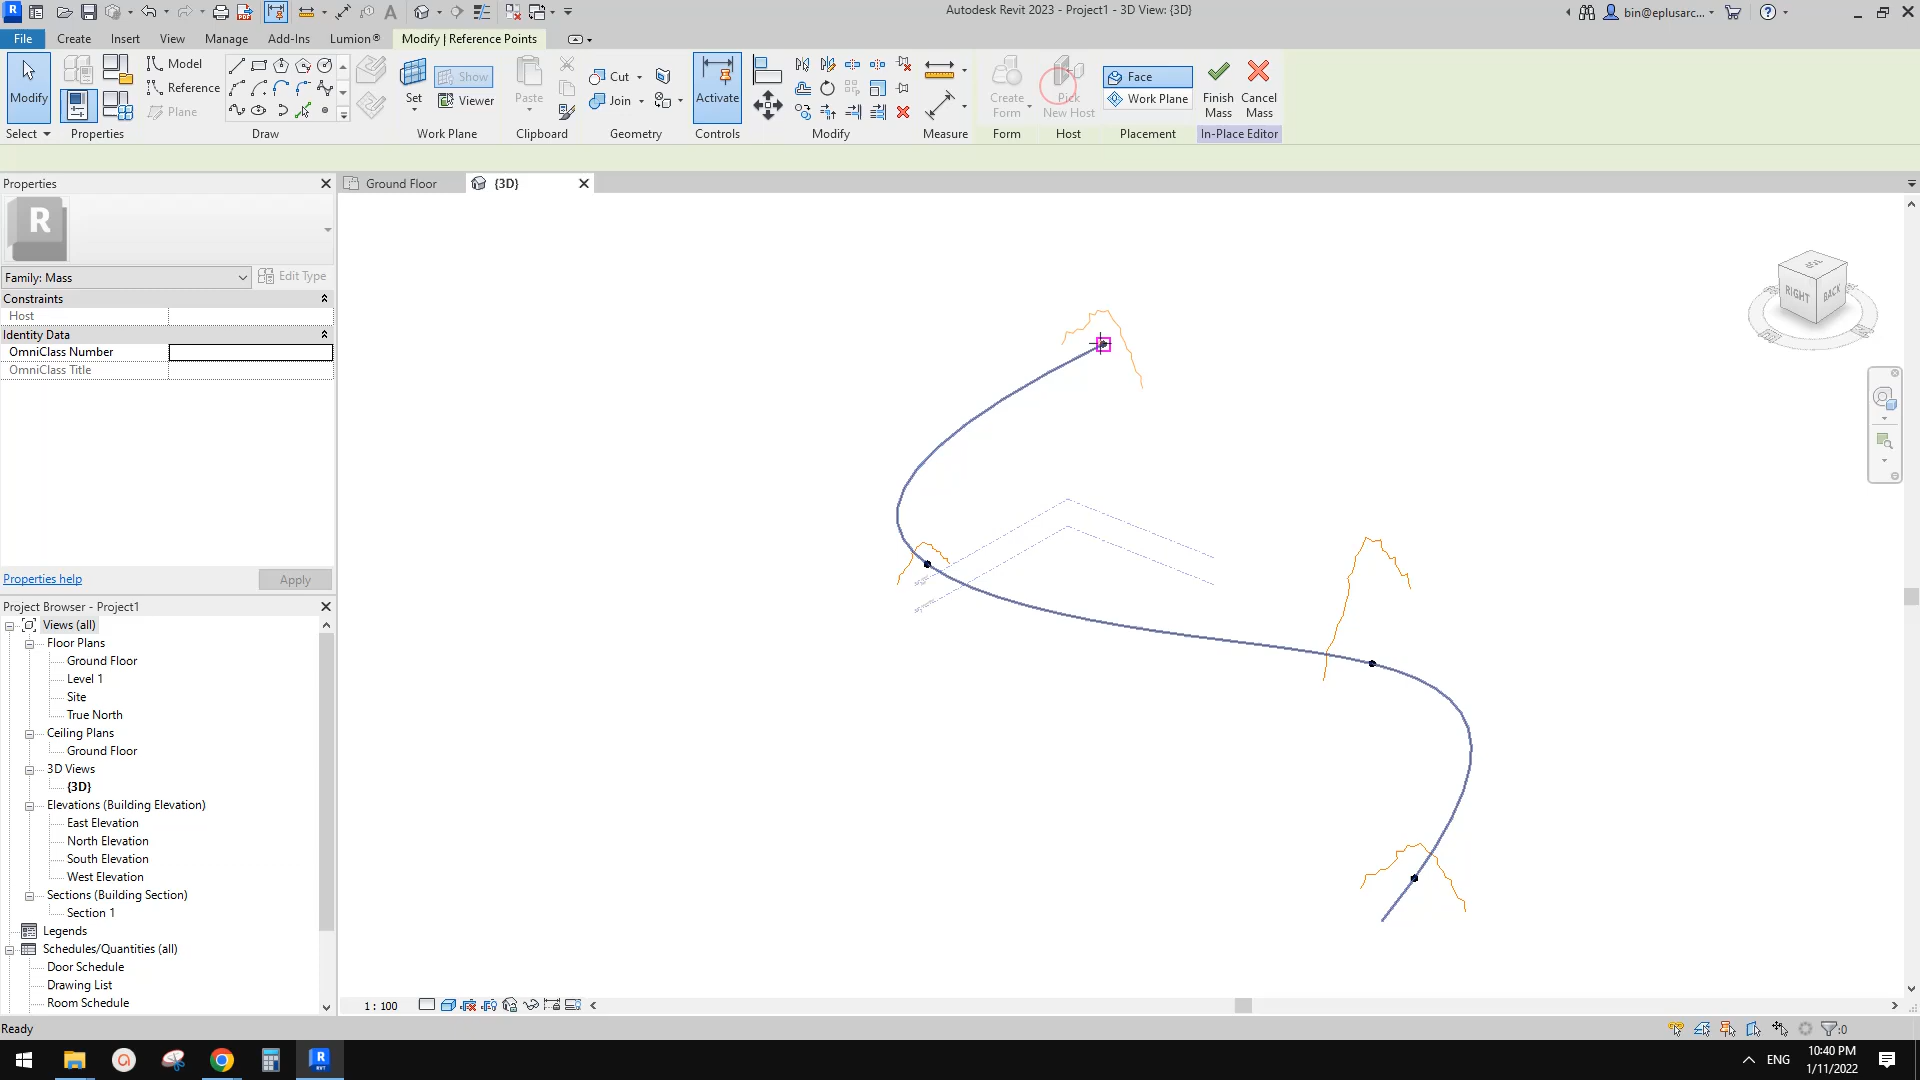 Autodesk Revit 2023 - Project1 - 3D View: {3D}
bin@eplusarc...
File
Create
Insert
View
Manage
Add-Ins
Lumion®
Modify | Reference Points
Modify
Select
Properties
Model
Reference
Plane
Draw
Set
Show
Viewer
Work Plane
Paste
Clipboard
Cut
Join
Geometry
Activate
Controls
Modify
Measure
Create
Form
Form
Pick
New Host
Host
Face
Work Plane
Placement
Finish
Mass
Cancel
Mass
In-Place Editor
Properties
Ground Floor
{3D}
R
Family: Mass
Edit Type
Constraints
Host
Identity Data
OmniClass Number
OmniClass Title
Properties help
Apply
Project Browser - Project1
Views (all)
Floor Plans
Ground Floor
Level 1
Site
True North
Ceiling Plans
Ground Floor
3D Views
{3D}
Elevations (Building Elevation)
East Elevation
North Elevation
South Elevation
West Elevation
Sections (Building Section)
Section 1
Legends
Schedules/Quantities (all)
Door Schedule
Drawing List
Room Schedule
TOP
RIGHT
BACK
1 : 100
Ready
:0
ENG
10:40 PM
1/11/2022